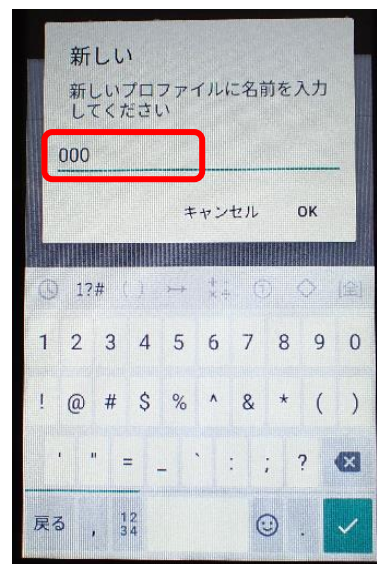 新しい
新しいプロファイルに名前を入力
してください
000
キャンセル OK
1?# ( ) [全]
1 2 3 4 5 6 7 8 9 0
! @ # $ % ^ & * ( )
' " = _ ` : ; ?
戻る , 12 .
34